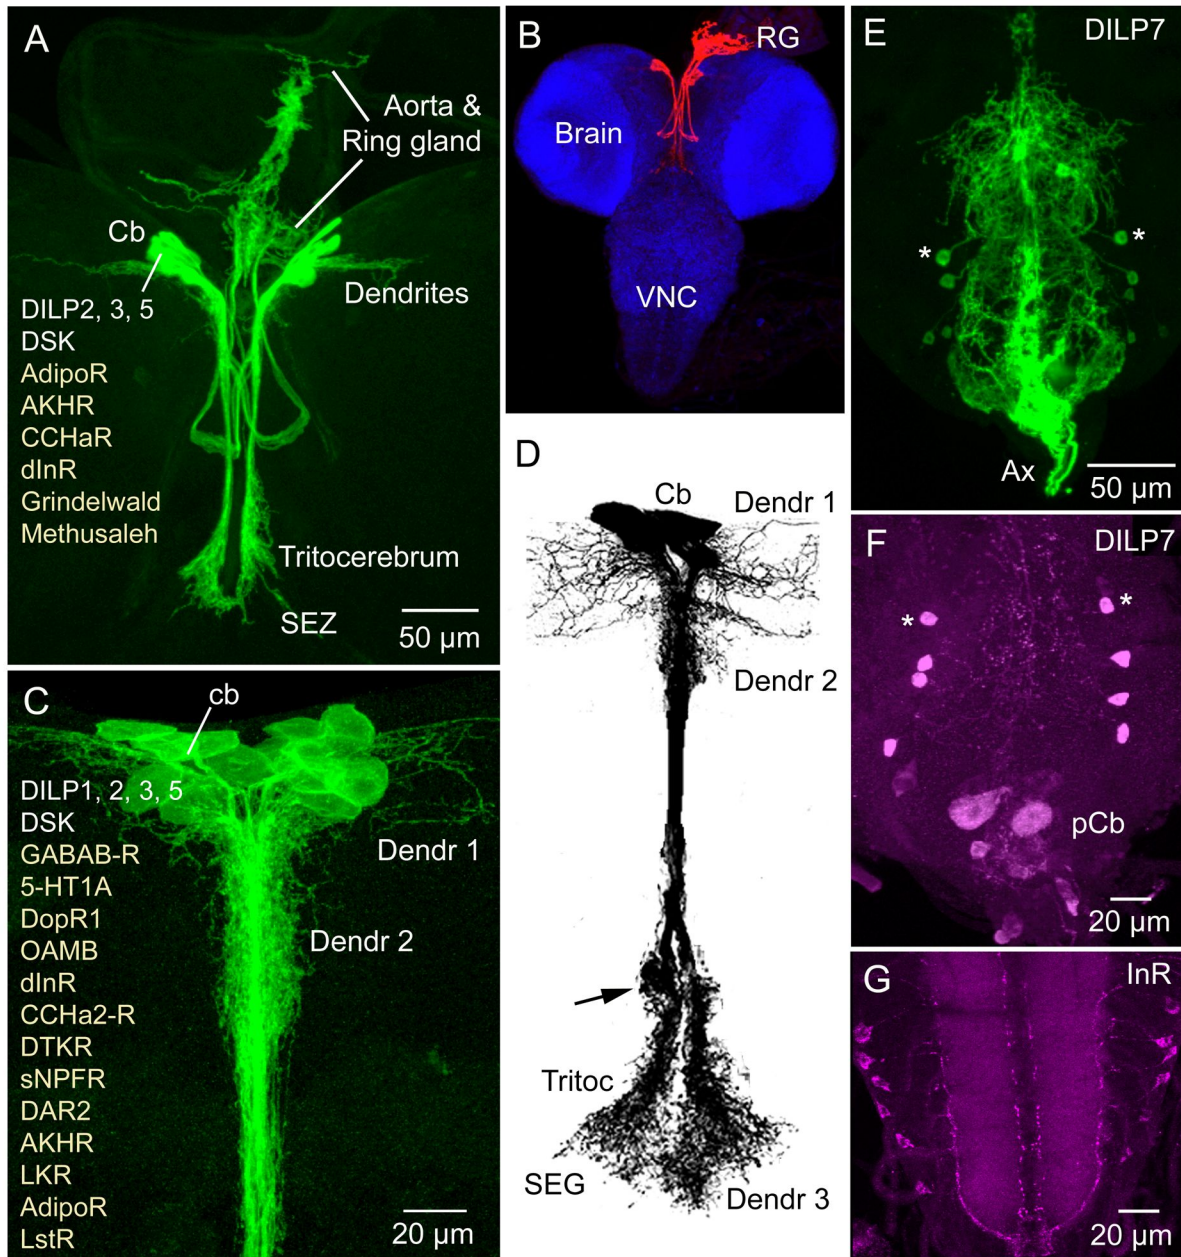 A
Aorta &
Ring gland
Cb
Dendrites
DILP2, 3, 5
DSK
AdipoR
AKHR
CCHaR
dInR
Grindelwald
Methusaleh
Tritocerebrum
SEZ
50 µm
B
RG
Brain
VNC
C
cb
DILP1, 2, 3, 5
DSK
GABAB-R
5-HT1A
DopR1
OAMB
dInR
CCHa2-R
DTKR
sNPFR
DAR2
AKHR
LKR
AdipoR
LstR
Dendr 1
Dendr 2
20 µm
D
Cb
Dendr 1
Dendr 2
Tritoc
SEG
Dendr 3
E
DILP7
*
*
Ax
50 µm
F
DILP7
*
*
pCb
20 µm
G
InR
20 µm